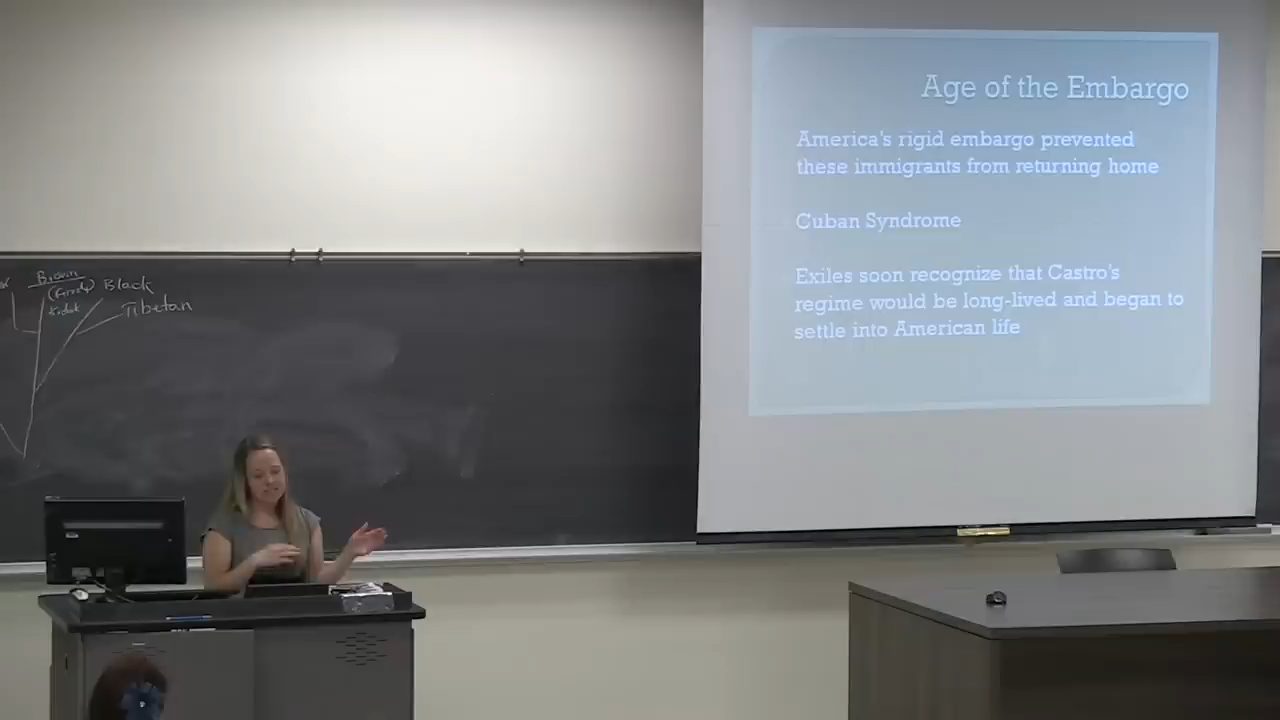 Age of the Embargo
America's rigid embargo prevented
these immigrants from returning home
Cuban Syndrome
Exiles soon recognize that Castro's
regime would be long-lived and began to
settle into American life
Brown
Black
Tibetan